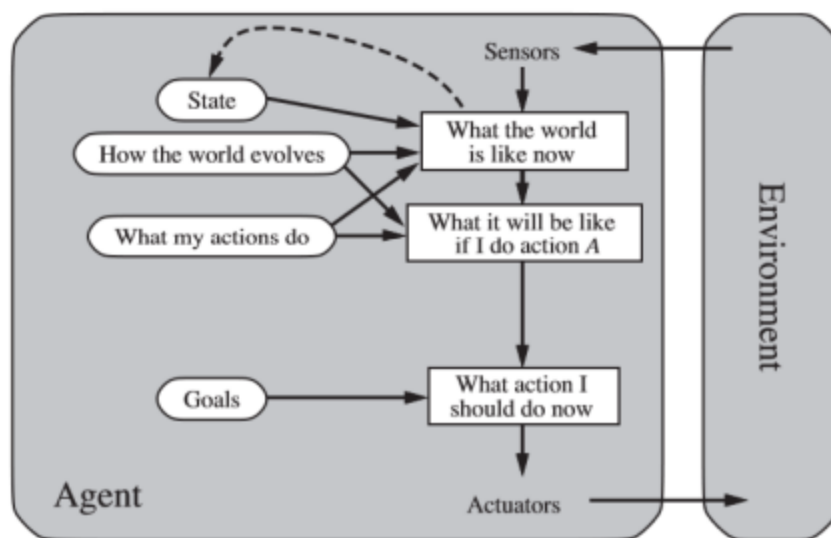 Sensors
State
What the world
is like now
How the world evolves
What my actions do
What it will be like
if I do action A
Environment
Goals
What action I
should do now
Agent
Actuators